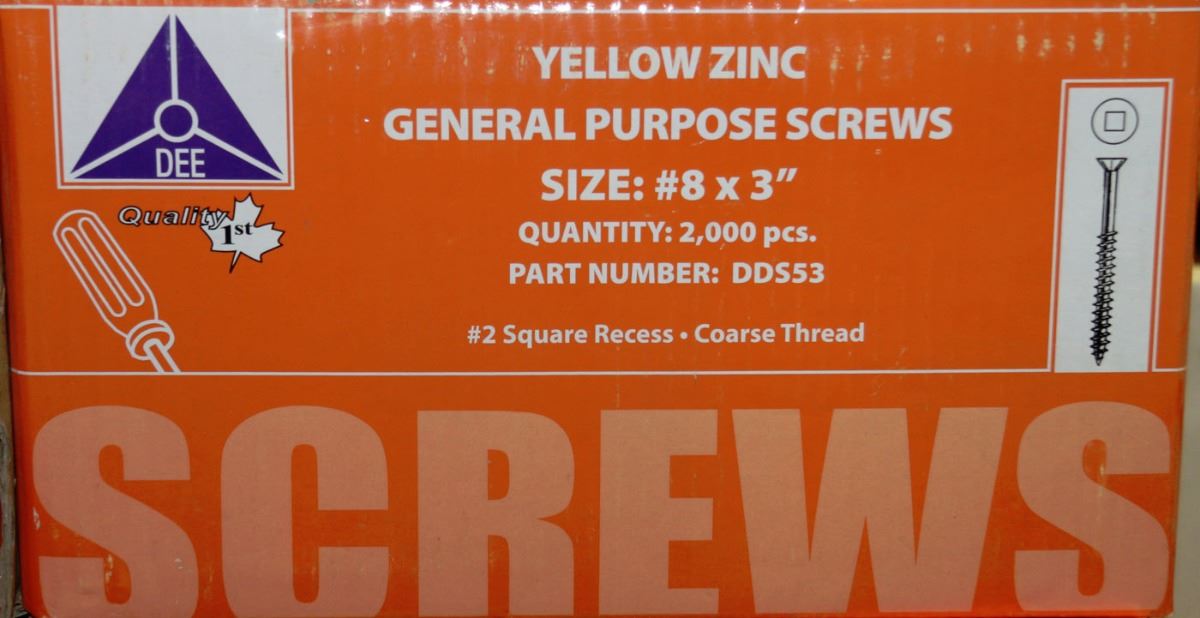 DEE
Quality
1st
YELLOW ZINC
GENERAL PURPOSE SCREWS
SIZE: #8 x 3"
QUANTITY: 2,000 pcs.
PART NUMBER: DDS53
#2 Square Recess • Coarse Thread
SCREWS